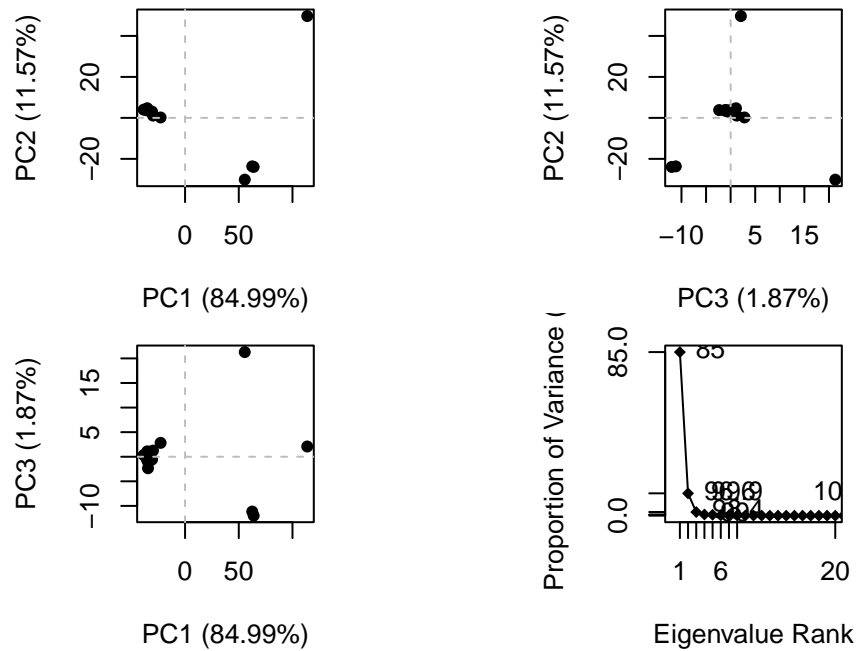 PC2 (11.57%)
20
−20
0 50
PC1 (84.99%)
PC2 (11.57%)
20
−20
−10 5 15
PC3 (1.87%)
PC3 (1.87%)
15
5
−10
0 50
PC1 (84.99%)
Proportion of Variance (
85.0
0.0
85
10
1 6 20
Eigenvalue Rank